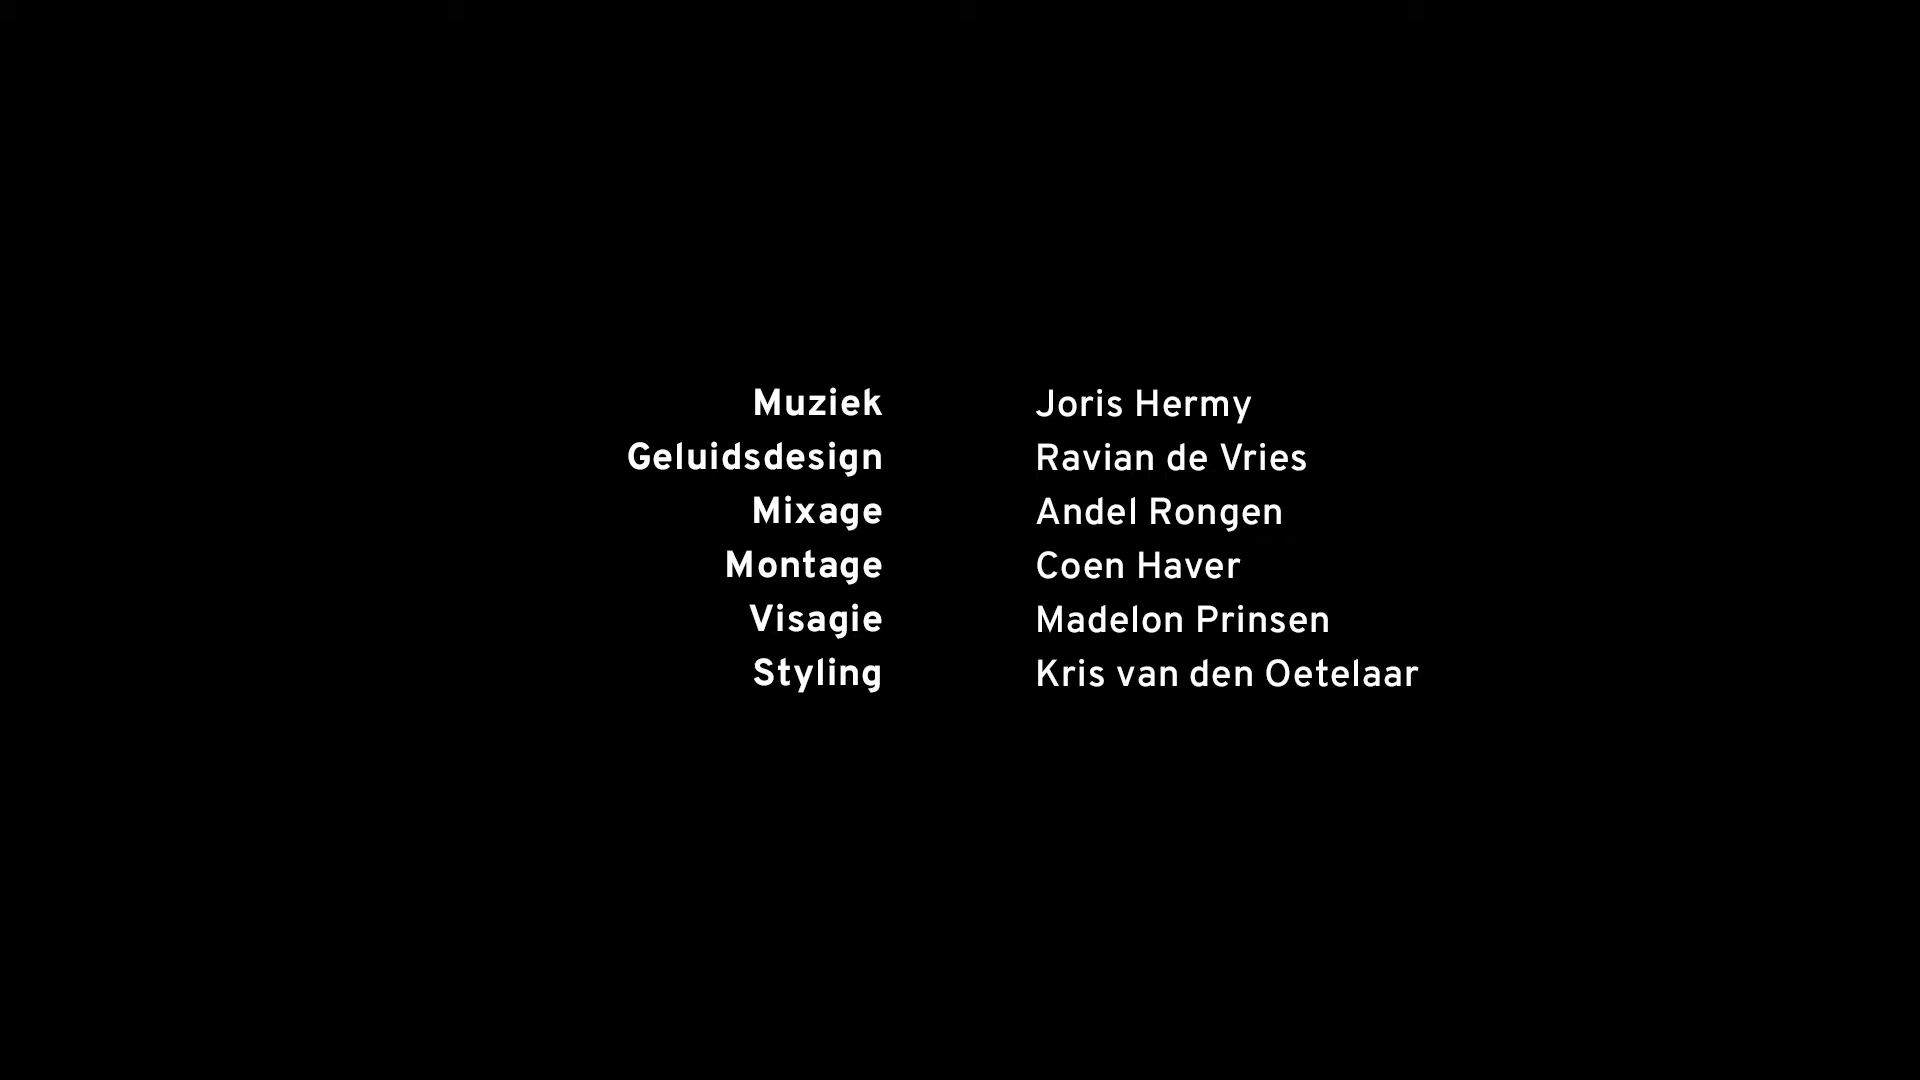 Muziek Joris Hermy
Geluidsdesign Ravian de Vries
Mixage Andel Rongen
Montage Coen Haver
Visagie Madelon Prinsen
Styling Kris van den Oetelaar